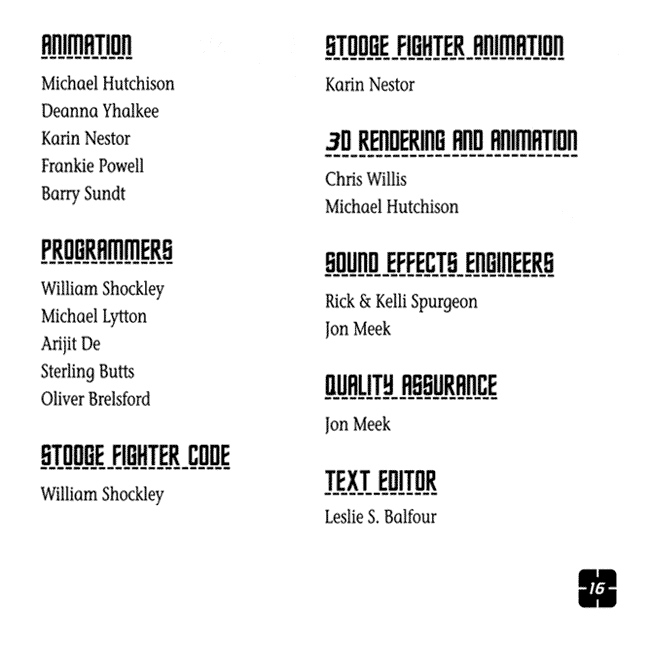 ANIMATION
Michael Hutchison
Deanna Yhalkee
Karin Nestor
Frankie Powell
Barry Sundt
PROGRAMMERS
William Shockley
Michael Lytton
Arijit De
Sterling Butts
Oliver Brelsford
STOOGE FIGHTER CODE
William Shockley
STOOGE FIGHTER ANIMATION
Karin Nestor
3D RENDERING AND ANIMATION
Chris Willis
Michael Hutchison
SOUND EFFECTS ENGINEERS
Rick & Kelli Spurgeon
Jon Meek
QUALITY ASSURANCE
Jon Meek
TEXT EDITOR
Leslie S. Balfour
16